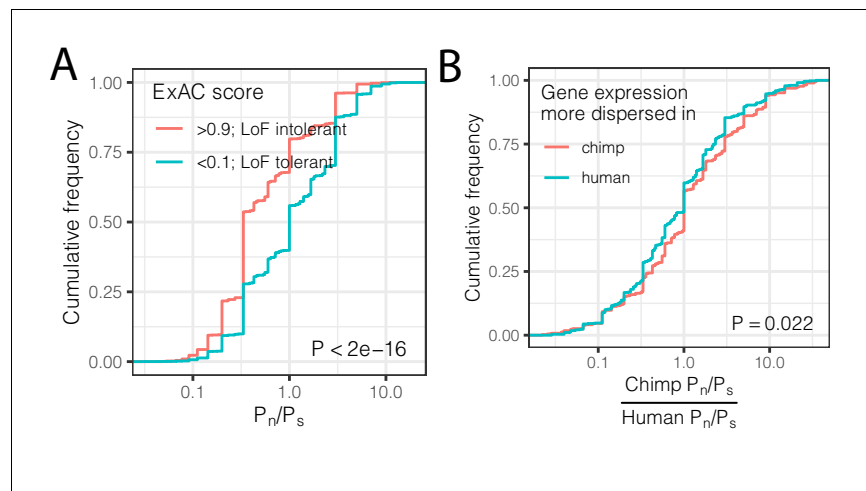 A
ExAC score
>0.9; LoF intolerant
<0.1; LoF tolerant
Cumulative frequency
1.00
0.75
0.50
0.25
0.00
P < 2e−16
0.1 1.0 10.0
Pn/Ps
B
Gene expression
more dispersed in
chimp
human
Cumulative frequency
1.00
0.75
0.50
0.25
0.00
P = 0.022
0.1 1.0 10.0
Chimp Pn/Ps
Human Pn/Ps